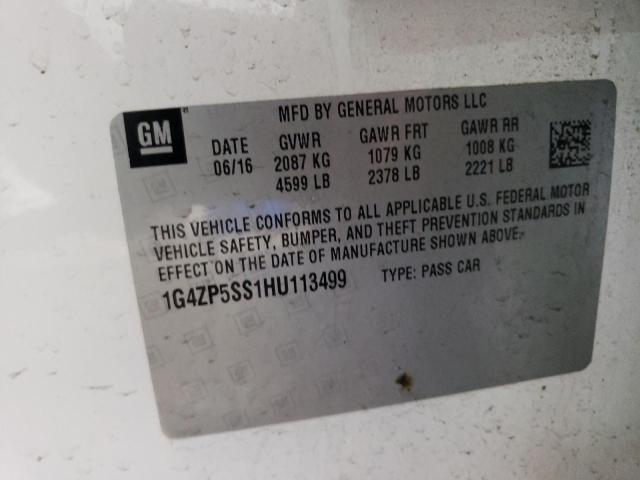 MFD BY GENERAL MOTORS LLC
GM
DATE GVWR GAWR FRT GAWR RR
06/16 2087 KG 1079 KG 1008 KG
4599 LB 2378 LB 2221 LB
THIS VEHICLE CONFORMS TO ALL APPLICABLE U.S. FEDERAL MOTOR
VEHICLE SAFETY, BUMPER, AND THEFT PREVENTION STANDARDS IN
EFFECT ON THE DATE OF MANUFACTURE SHOWN ABOVE.
1G4ZP5SS1HU113499 TYPE: PASS CAR